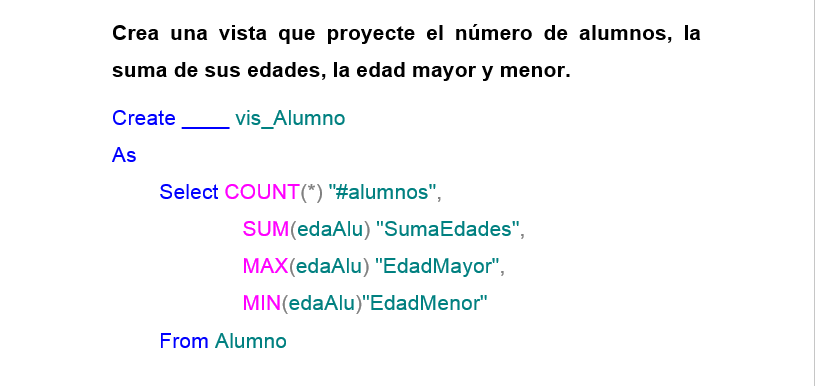 Crea una vista que proyecte el número de alumnos, la
suma de sus edades, la edad mayor y menor.
Create ____ vis_Alumno
As
Select COUNT(*) "#alumnos",
SUM(edaAlu) "SumaEdades",
MAX(edaAlu) "EdadMayor",
MIN(edaAlu)"EdadMenor"
From Alumno